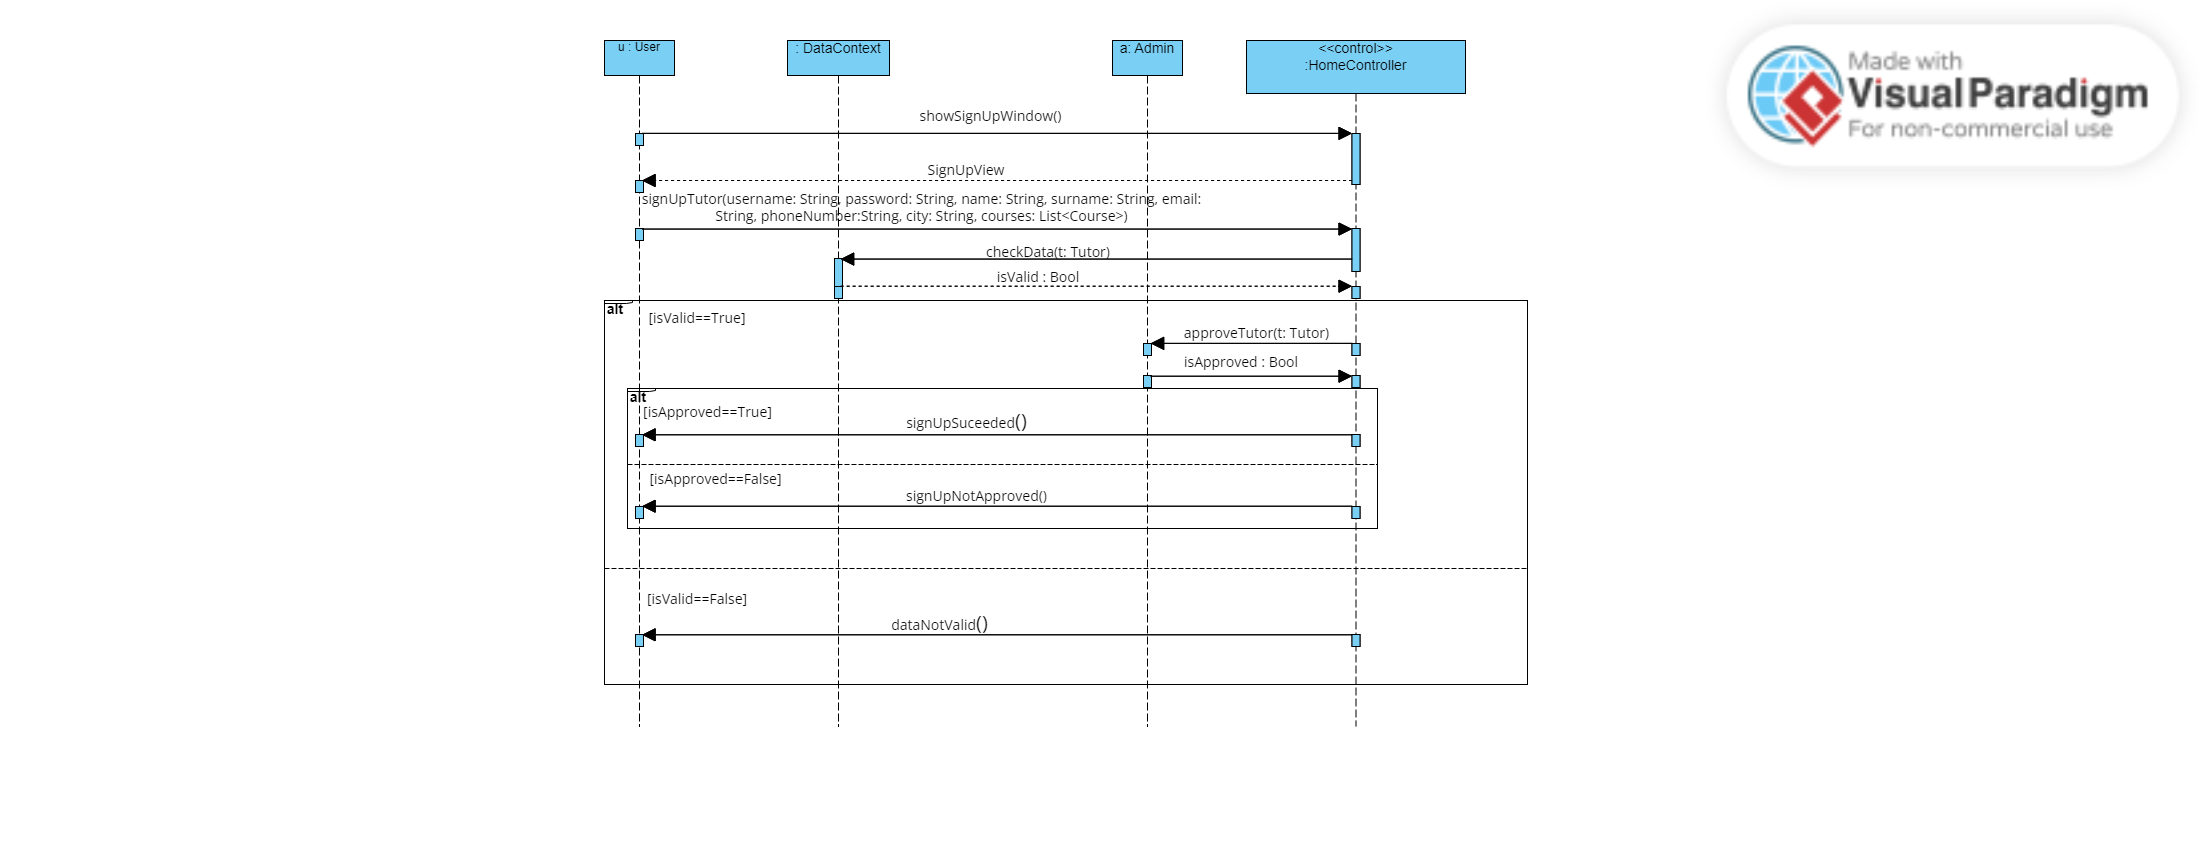 u : User
: DataContext
a: Admin
<<control>>
:HomeController
Made with
Visual Paradigm
For non-commercial use
showSignUpWindow()
SignUpView
signUpTutor(username: String, password: String, name: String, surname: String, email:
String, phoneNumber:String, city: String, courses: List<Course>)
checkData(t: Tutor)
isValid : Bool
alt
[isValid==True]
approveTutor(t: Tutor)
isApproved : Bool
alt
[isApproved==True]
signUpSuceeded()
[isApproved==False]
signUpNotApproved()
[isValid==False]
dataNotValid()